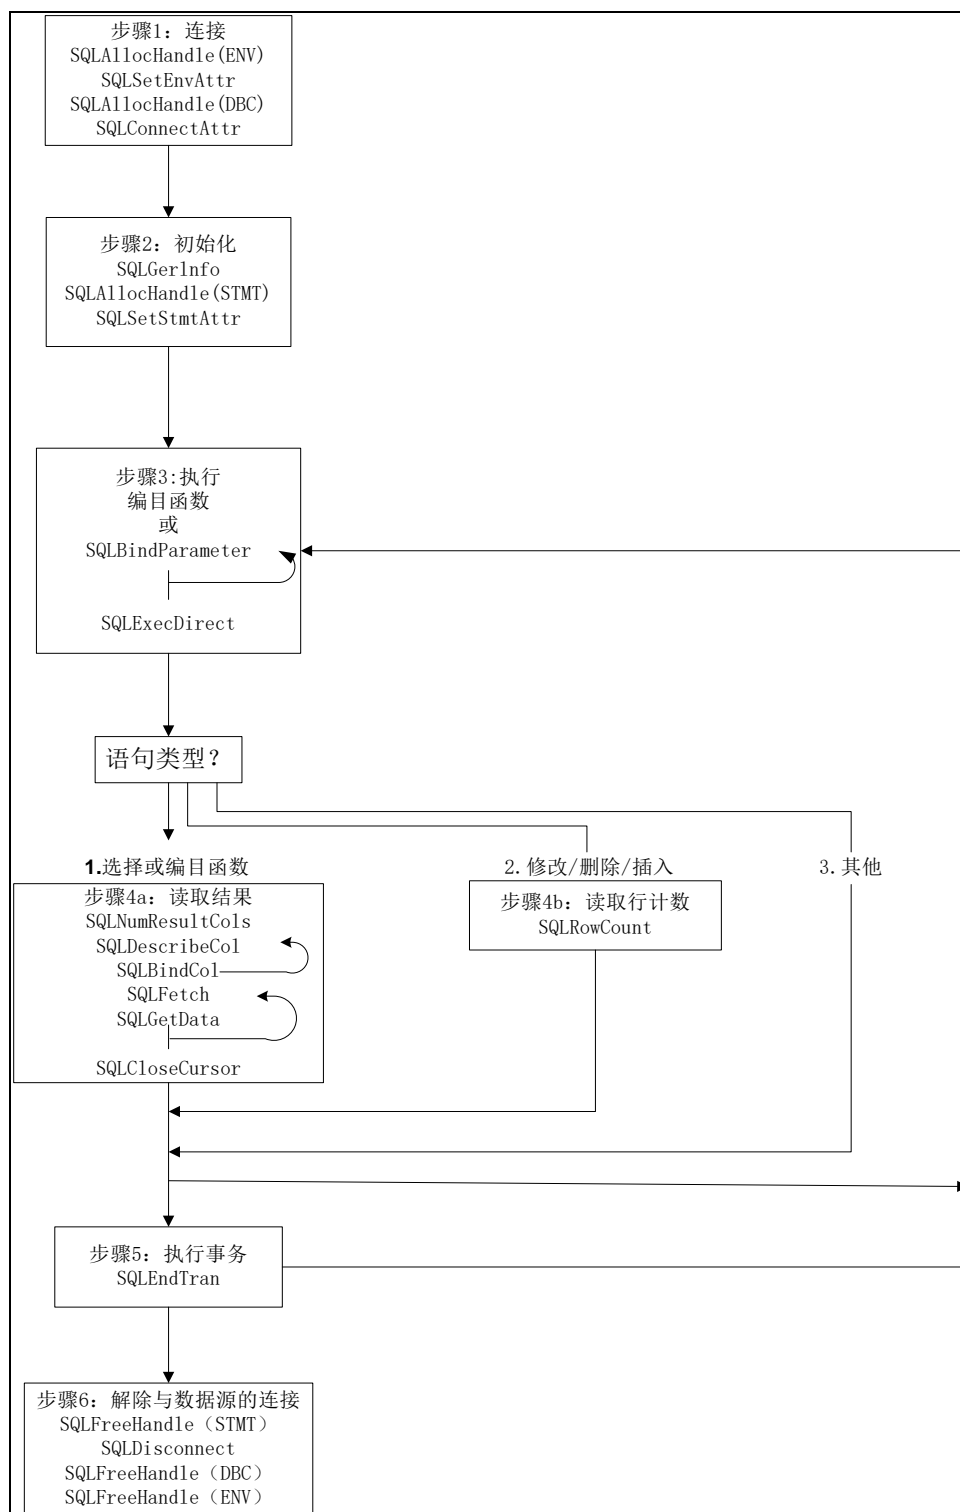 步骤1：连接
SQLAllocHandle(ENV)
SQLSetEnvAttr
SQLAllocHandle(DBC)
SQLConnectAttr
步骤2：初始化
SQLGerlnfo
SQLAllocHandle(STMT)
SQLSetStmtAttr
步骤3:执行
编目函数
或
SQLBindParameter
SQLExecDirect
语句类型？
1.选择或编目函数
步骤4a：读取结果
SQLNumResultCols
SQLDescribeCol
SQLBindCol
SQLFetch
SQLGetData
SQLCloseCursor
2.修改/删除/插入
步骤4b：读取行计数
SQLRowCount
3.其他
步骤5：执行事务
SQLEndTran
步骤6：解除与数据源的连接
SQLFreeHandle（STMT）
SQLDisconnect
SQLFreeHandle（DBC）
SQLFreeHandle（ENV）